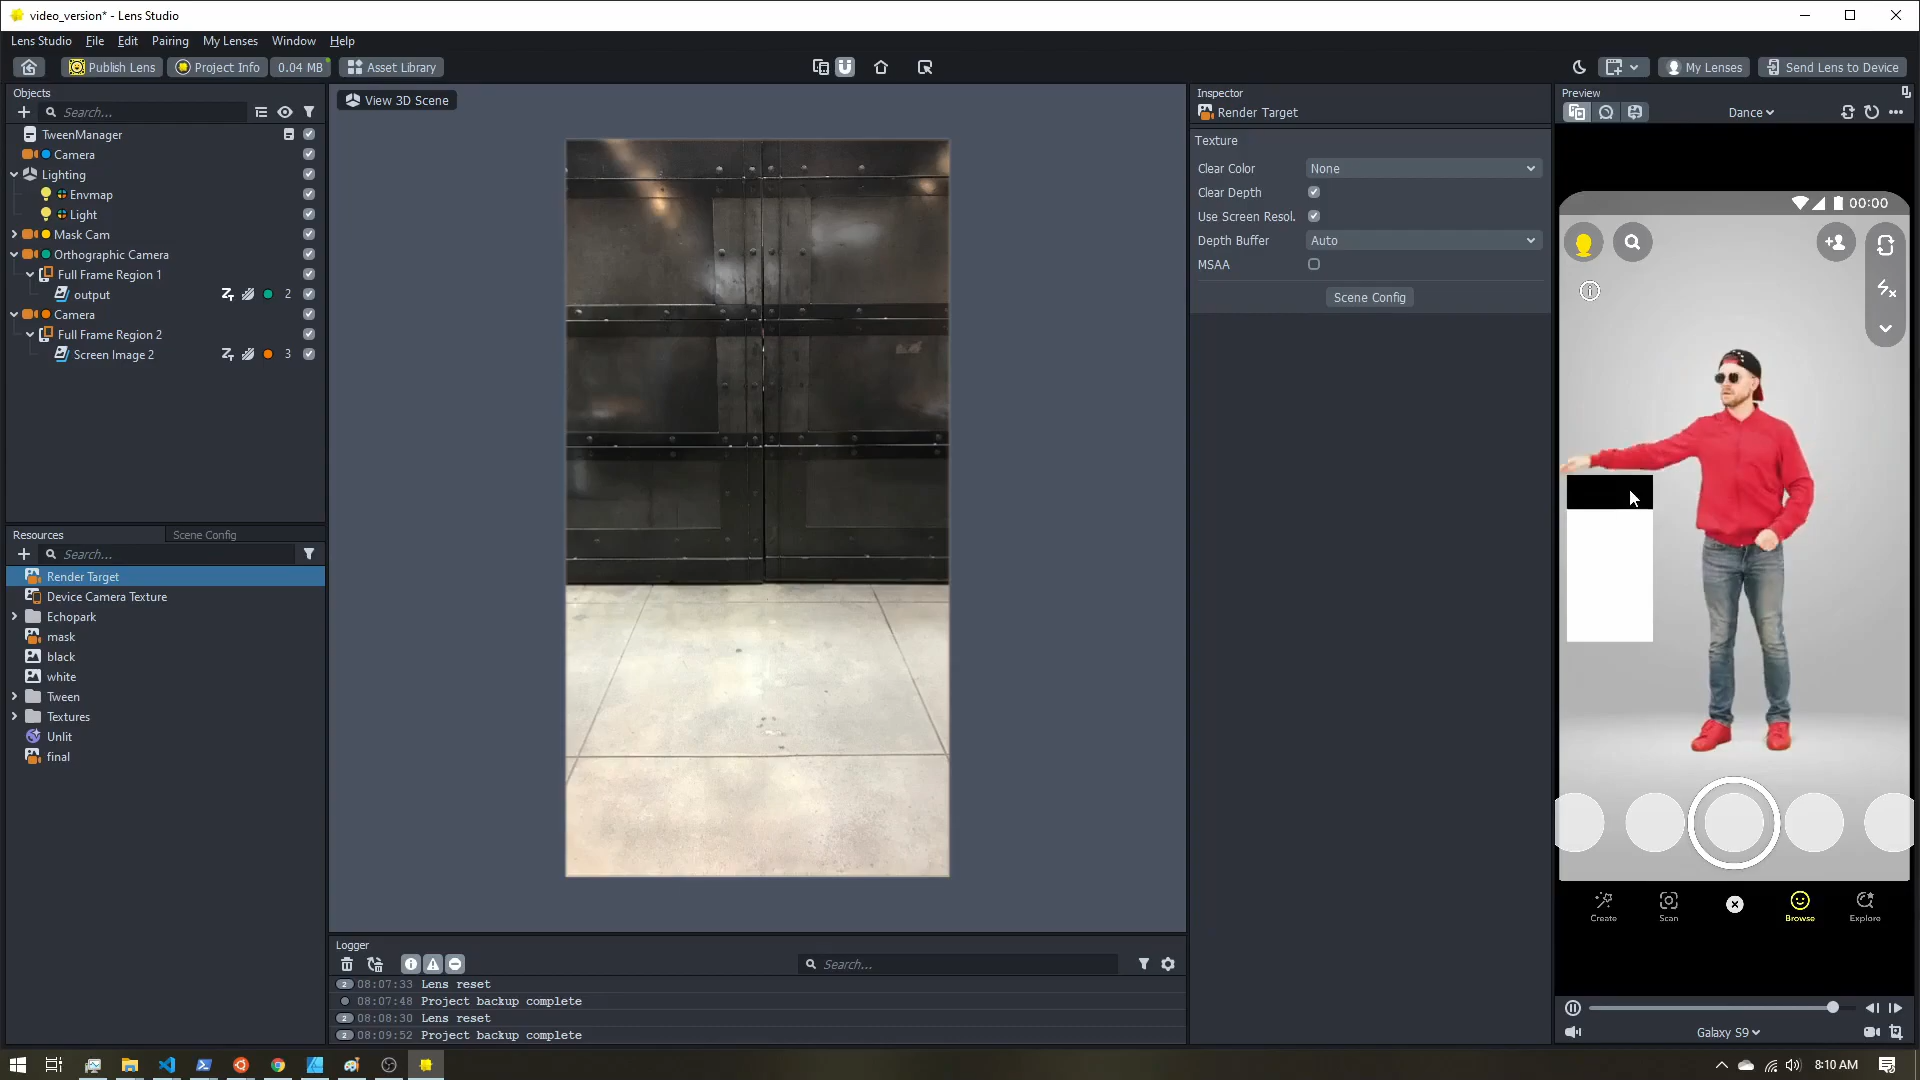 video_version* - Lens Studio
Lens Studio File Edit Pairing My Lenses Window Help
Publish Lens Project Info 0.04 MB Asset Library My Lenses Send Lens to Device
Objects
Search...
TweenManager
Camera
Lighting
Envmap
Light
Mask Cam
Orthographic Camera
Full Frame Region 1
output 2
Camera
Full Frame Region 2
Screen Image 2 3
Resources Scene Config
Search...
Render Target
Device Camera Texture
Echopark
mask
black
white
Tween
Textures
Unlit
final
View 3D Scene
Logger
Search...
2 08:07:33 Lens reset
08:07:48 Project backup complete
2 08:08:30 Lens reset
2 08:09:52 Project backup complete
Inspector
Render Target
Texture
Clear Color None
Clear Depth
Use Screen Resol.
Depth Buffer Auto
MSAA
Scene Config
Preview
Dance
00:00
Create Scan Browse Explore
Galaxy S9
8:10 AM